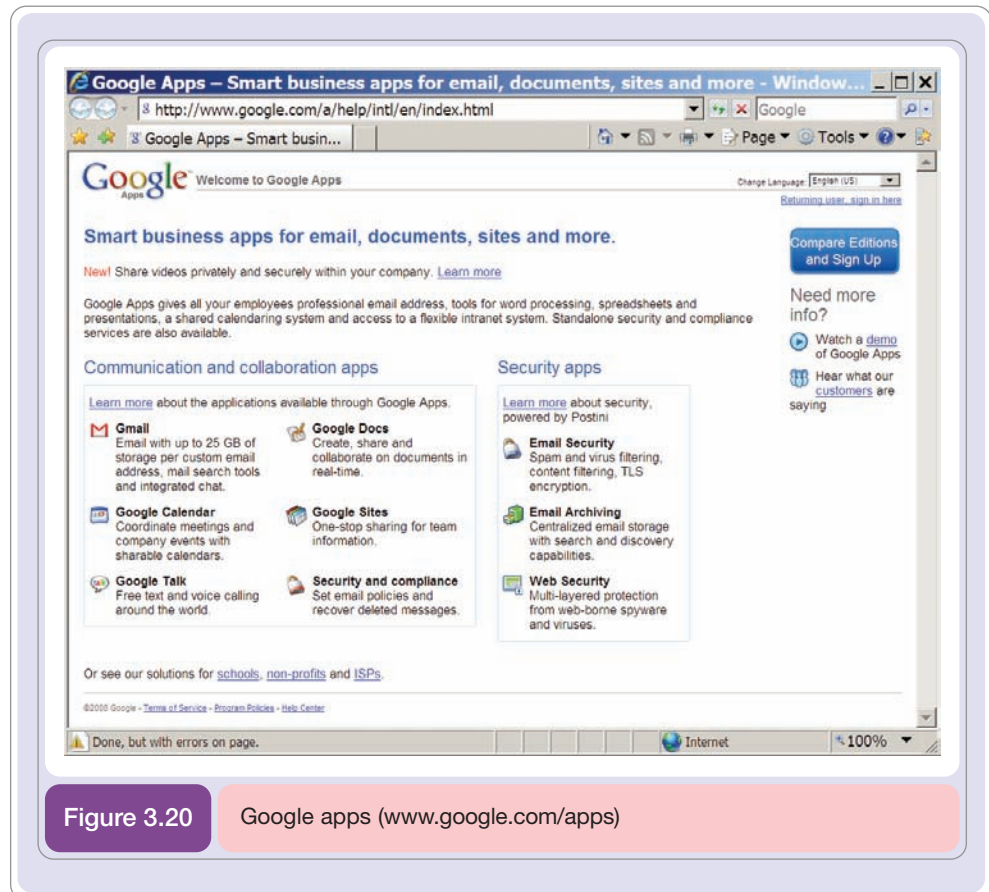 Google Apps – Smart business apps for email, documents, sites and more - Window...
http://www.google.com/a/help/intl/en/index.html
Google
Google Apps – Smart busin...
Page
Tools
Google
Apps
Welcome to Google Apps
Change Language: English (US)
Returning user, sign in here
Smart business apps for email, documents, sites and more.
New! Share videos privately and securely within your company. Learn more
Google Apps gives all your employees professional email address, tools for word processing, spreadsheets and
presentations, a shared calendaring system and access to a flexible intranet system. Standalone security and compliance
services are also available.
Compare Editions
and Sign Up
Need more
info?
Watch a demo
of Google Apps
Hear what our
customers are
saying
Communication and collaboration apps
Learn more about the applications available through Google Apps.
Gmail
Email with up to 25 GB of
storage per custom email
address, mail search tools
and integrated chat.
Google Docs
Create, share and
collaborate on documents in
real-time.
Google Calendar
Coordinate meetings and
company events with
sharable calendars.
Google Sites
One-stop sharing for team
information.
Google Talk
Free text and voice calling
around the world.
Security and compliance
Set email policies and
recover deleted messages.
Security apps
Learn more about security,
powered by Postini
Email Security
Spam and virus filtering,
content filtering, TLS
encryption.
Email Archiving
Centralized email storage
with search and discovery
capabilities.
Web Security
Multi-layered protection
from web-borne spyware
and viruses.
Or see our solutions for schools, non-profits and ISPs.
©2008 Google - Terms of Service - Program Policies - Help Center
Done, but with errors on page.
Internet
100%
Figure 3.20
Google apps (www.google.com/apps)